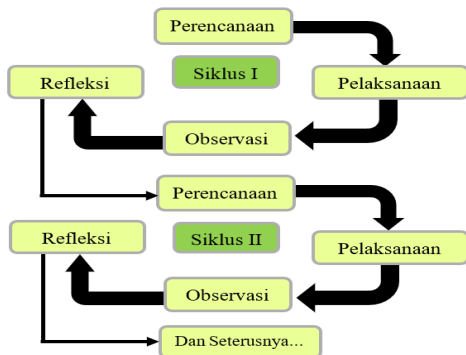 Perencanaan
Siklus I
Refleksi
Pelaksanaan
Observasi
Perencanaan
Siklus II
Refleksi
Pelaksanaan
Observasi
Dan Seterusnya...